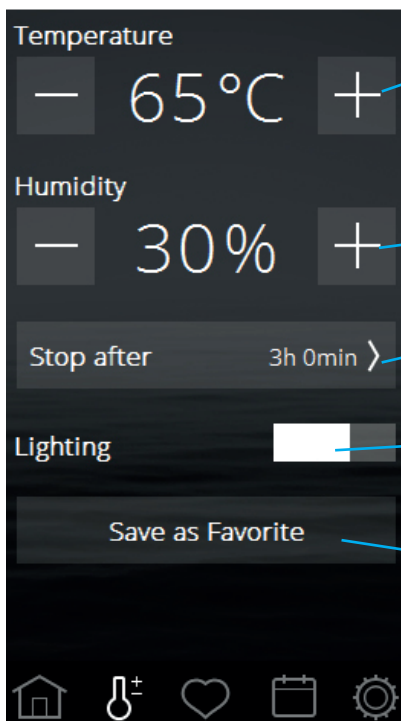 Temperature
65°C
Humidity
30%
Stop after 3h 0min
Lighting
Save as Favorite